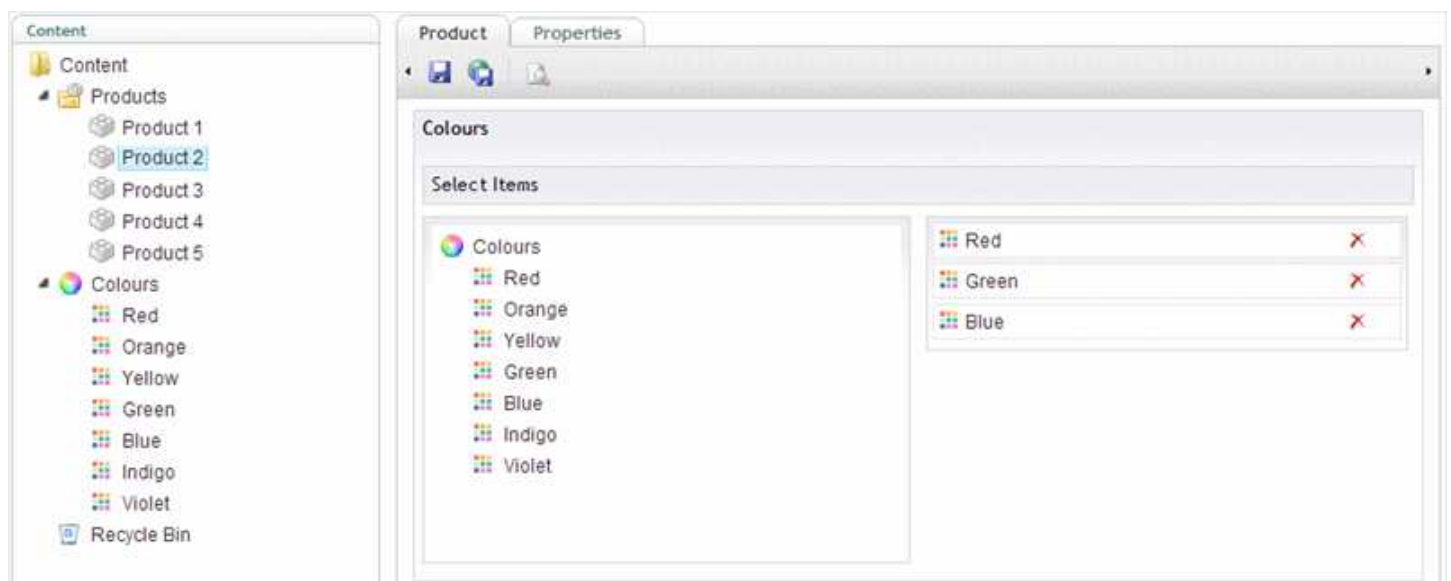 Content
Content
Products
Product 1
Product 2
Product 3
Product 4
Product 5
Colours
Red
Orange
Yellow
Green
Blue
Indigo
Violet
Recycle Bin
Product Properties
Colours
Select Items
Colours
Red
Orange
Yellow
Green
Blue
Indigo
Violet
Red
Green
Blue